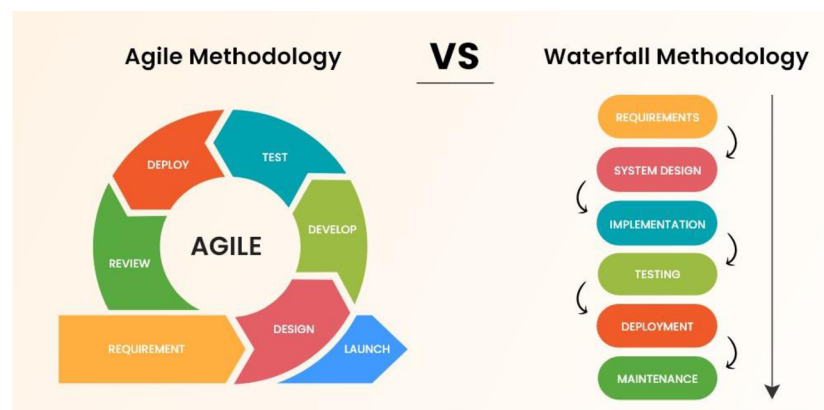 Agile Methodology
VS
Waterfall Methodology
DEPLOY
TEST
DEVELOP
AGILE
REVIEW
REQUIREMENT
DESIGN
LAUNCH
REQUIREMENTS
SYSTEM DESIGN
IMPLEMENTATION
TESTING
DEPLOYMENT
MAINTENANCE